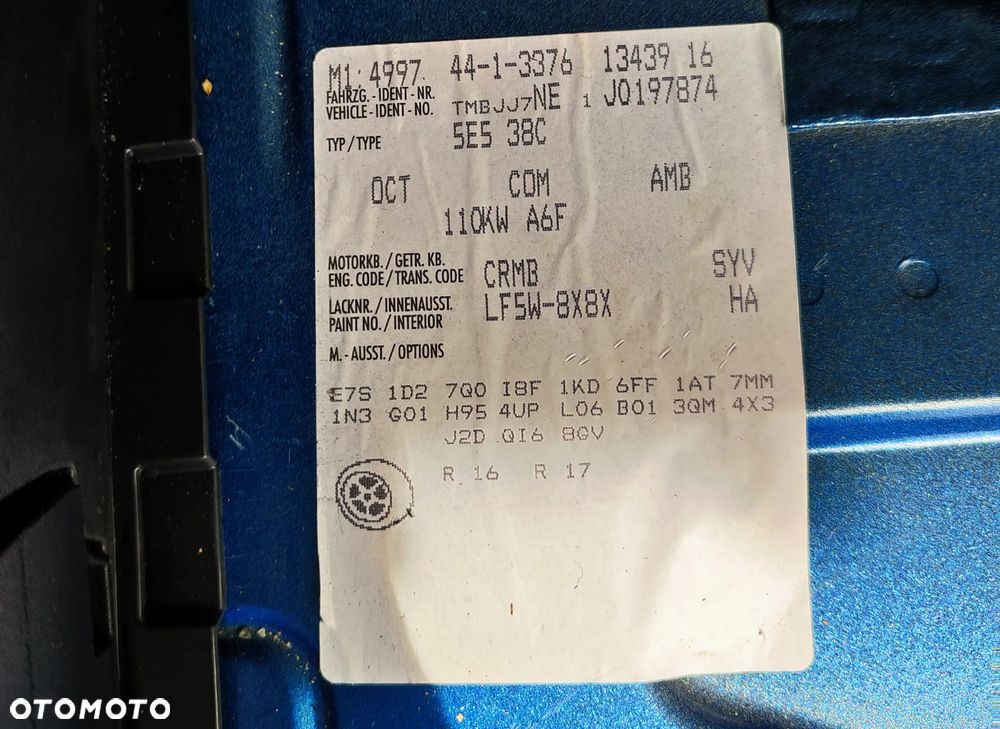 M1 4997 44-1-3376 13439 16
FAHRZG.-IDENT-NR. VEHICLE-IDENT-NO. TMBJJ7NE 1 J0197874
TYP/TYPE 5E5 38C
OCT COM AMB
110KW A6F
MOTORKB./GETR. KB.
ENG. CODE/TRANS. CODE CRMB SYV
LACKNR./INNENAUSST.
PAINT NO./INTERIOR LF5W-8X8X HA
M.-AUSST./OPTIONS
E7S 1D2 7Q0 I8F 1KD 6FF 1AT 7MM
1N3 G01 H95 4UP L06 B01 3QM 4X3
J2D QI6 8GV
R 16 R 17
OTOMOTO